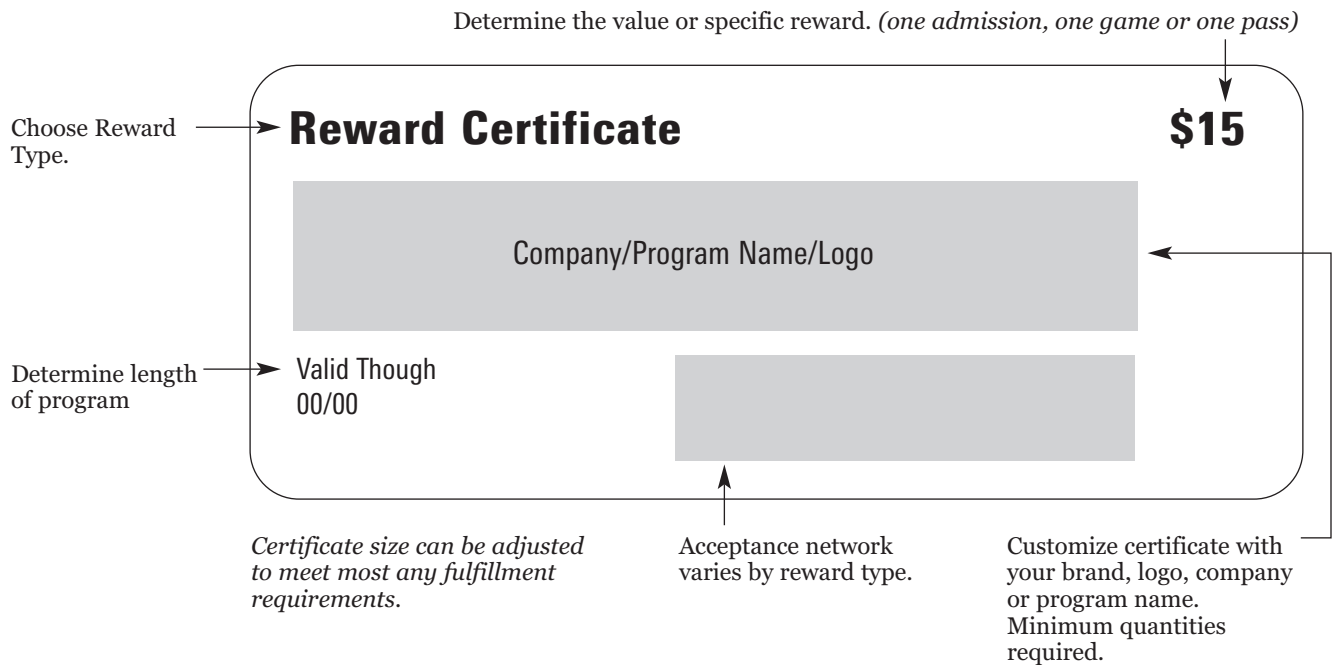 Determine the value or specific reward. (one admission, one game or one pass)
Choose Reward
Type.
Reward Certificate
$15
Company/Program Name/Logo
Determine length
of program
Valid Though
00/00
Certificate size can be adjusted
to meet most any fulfillment
requirements.
Acceptance network
varies by reward type.
Customize certificate with
your brand, logo, company
or program name.
Minimum quantities
required.